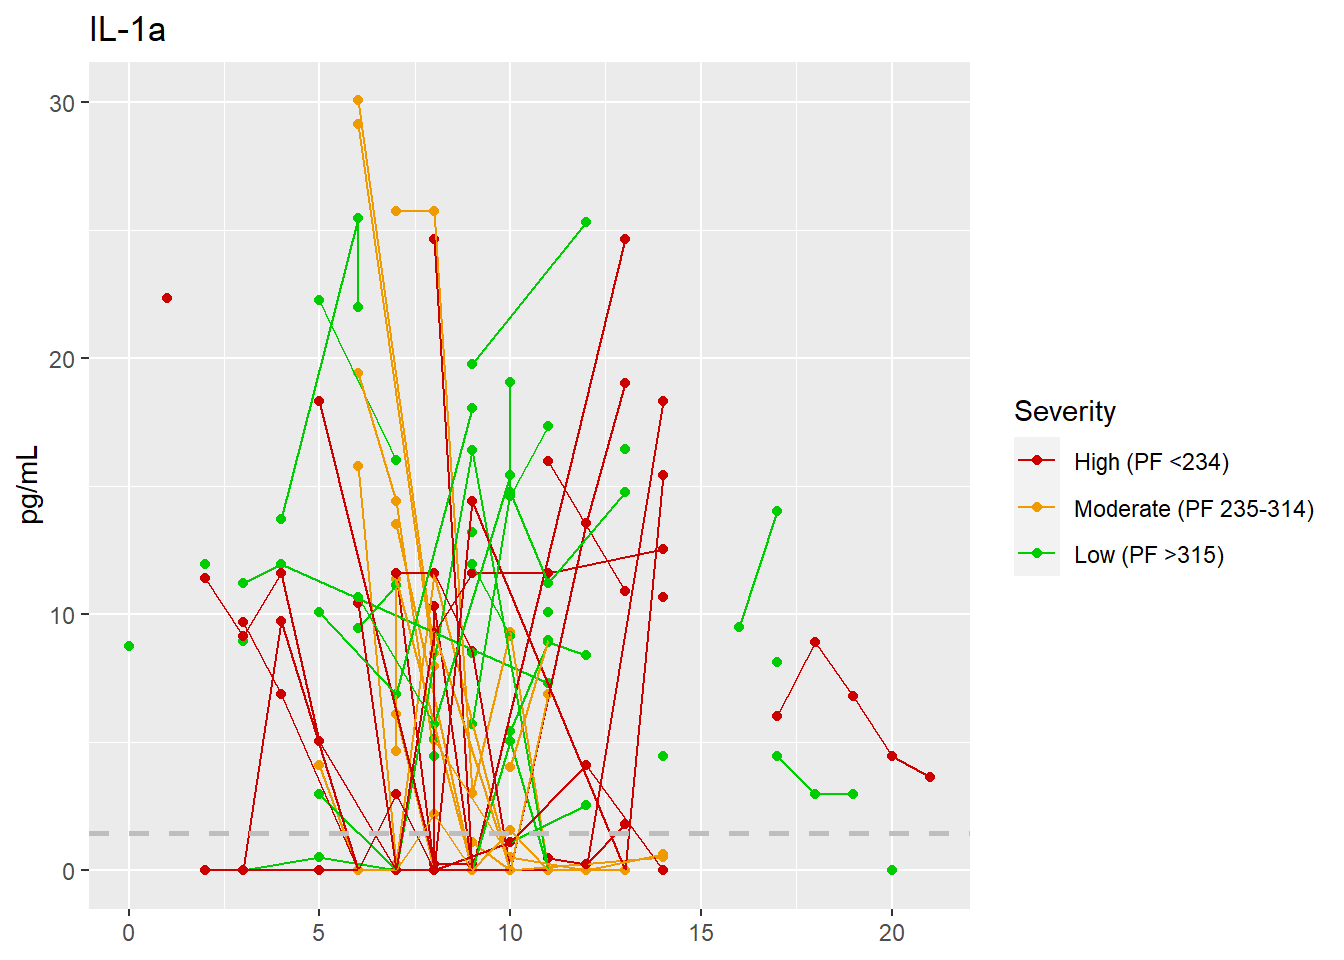 IL-1a
30
20
10
0
pg/mL
0 5 10 15 20
Severity
High (PF <234)
Moderate (PF 235-314)
Low (PF >315)